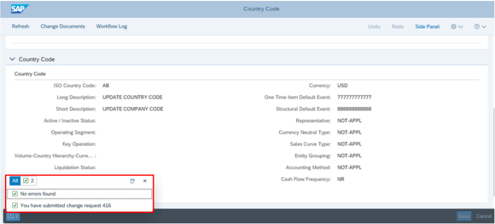 SAP
Country Code
Refresh Change Documents Workflow Log
Undo Redo Side Panel
Country Code
Country Code
ISO Country Code: AB
Long Description: UPDATE COUNTRY CODE
Short Description: UPDATE COMPANY CODE
Active / Inactive Status:
Operating Segment:
Key Operation:
Volume-Country Hierarchy-Curre... :
Liquidation Status:
Currency: USD
One Time Item Default Event: ????????????
Structural Default Event: 888888888888
Representative: NOT-APPL
Currency Neutral Type: NOT-APPL
Sales Curve Type: NOT-APPL
Entity Grouping: NOT-APPL
Accounting Method: NOT-APPL
Cash Flow Frequency: NR
All 2
No errors found
You have submitted change request 416
Save Cancel